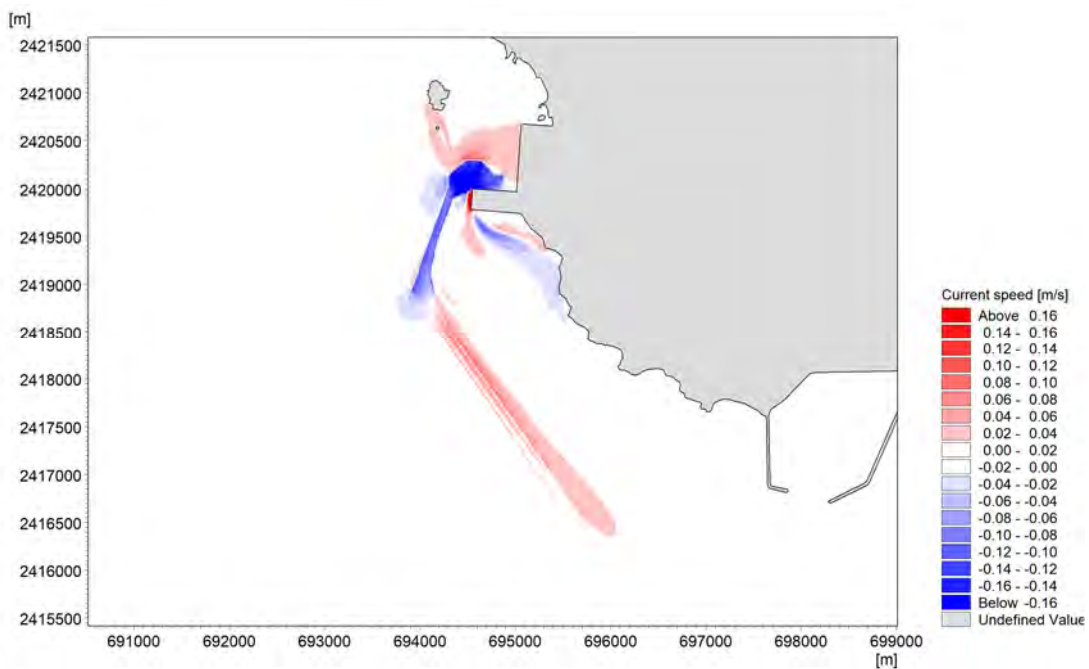 [m]
2421500
2421000
2420500
2420000
2419500
2419000
2418500
2418000
2417500
2417000
2416500
2416000
2415500
691000 692000 693000 694000 695000 696000 697000 698000 699000
[m]
Current speed [m/s]
Above 0.16
0.14 - 0.16
0.12 - 0.14
0.10 - 0.12
0.08 - 0.10
0.06 - 0.08
0.04 - 0.06
0.02 - 0.04
0.00 - 0.02
-0.02 - 0.00
-0.04 - -0.02
-0.06 - -0.04
-0.08 - -0.06
-0.10 - -0.08
-0.12 - -0.10
-0.14 - -0.12
-0.16 - -0.14
Below -0.16
Undefined Value